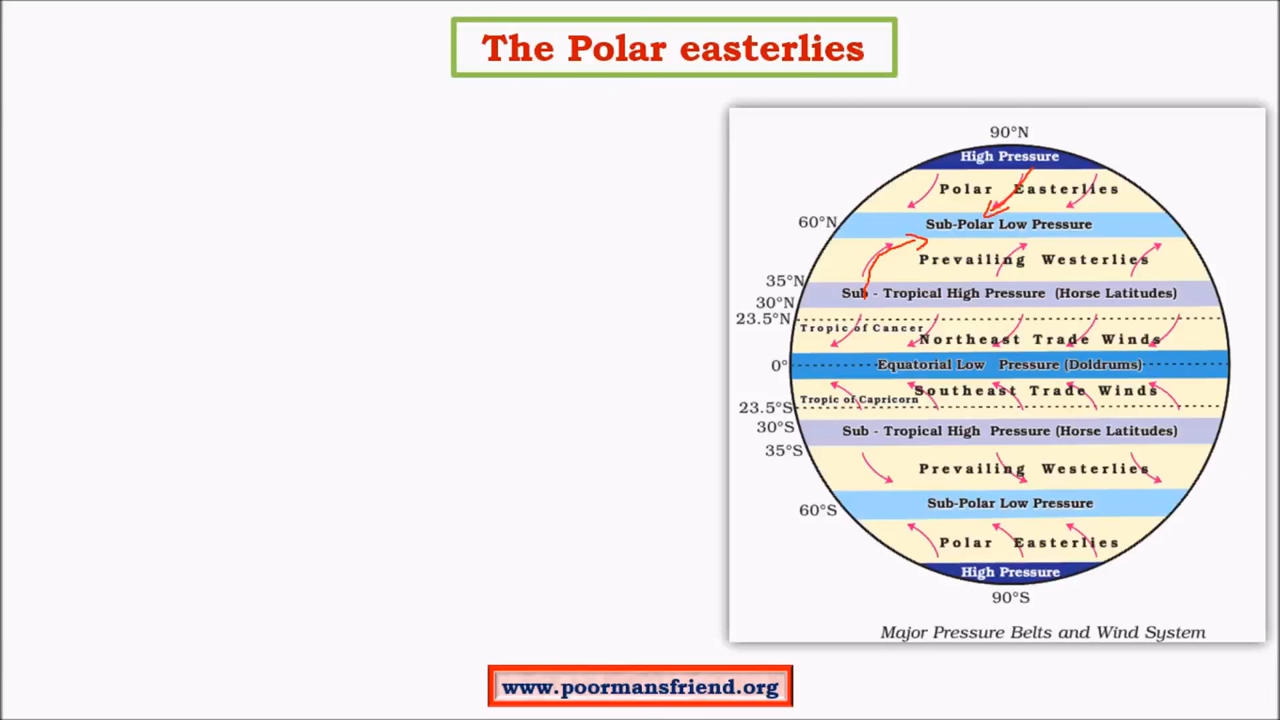 The Polar easterlies
90°N
High Pressure
Polar Easterlies
60°N
Sub-Polar Low Pressure
Prevailing Westerlies
35°N
Sub - Tropical High Pressure (Horse Latitudes)
30°N
23.5°N
Tropic of Cancer
Northeast Trade Winds
0°
Equatorial Low Pressure (Doldrums)
Southeast Trade Winds
Tropic of Capricorn
23.5°S
30°S
Sub - Tropical High Pressure (Horse Latitudes)
35°S
Prevailing Westerlies
60°S
Sub-Polar Low Pressure
Polar Easterlies
High Pressure
90°S
Major Pressure Belts and Wind System
www.poormansfriend.org